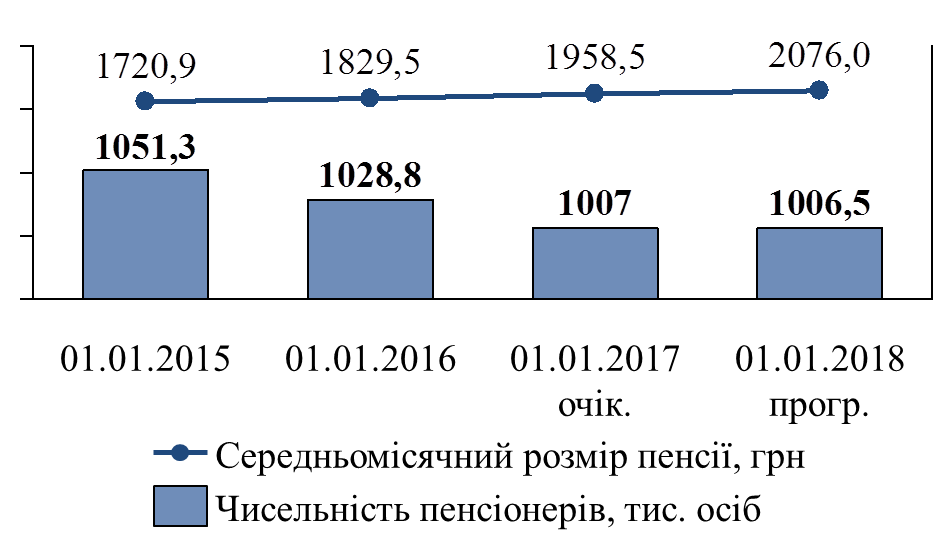 1720,9 1829,5 1958,5 2076,0
1051,3 1028,8 1007 1006,5
01.01.2015 01.01.2016 01.01.2017 01.01.2018
очік. прогр.
Середньомісячний розмір пенсії, грн
Чисельність пенсіонерів, тис. осіб